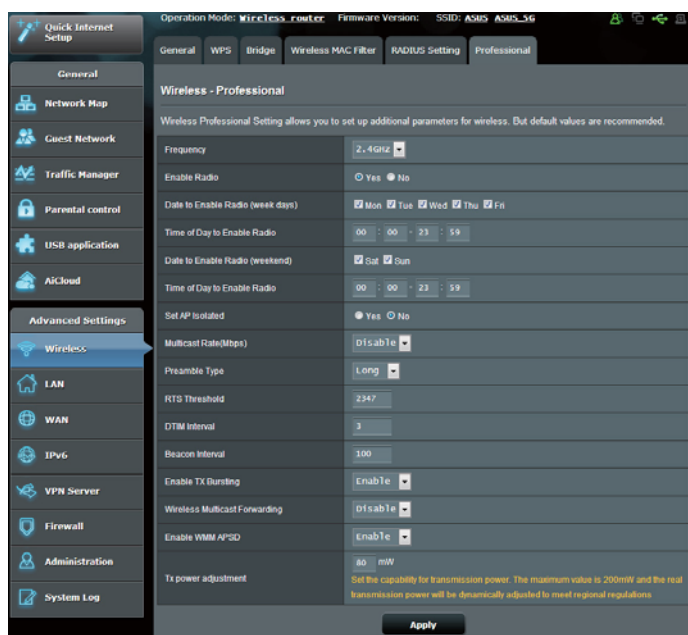 Quick Internet
Setup
Operation Mode: Wireless router Firmware Version: SSID: ASUS ASUS_5G
General WPS Bridge Wireless MAC Filter RADIUS Setting Professional
General
Network Map
Guest Network
Traffic Manager
Parental control
USB application
AiCloud
Advanced Settings
Wireless
LAN
WAN
IPv6
VPN Server
Firewall
Administration
System Log
Wireless - Professional
Wireless Professional Setting allows you to set up additional parameters for wireless. But default values are recommended.
Frequency 2.4GHz
Enable Radio Yes No
Date to Enable Radio (week days) Mon Tue Wed Thu Fri
Time of Day to Enable Radio 00 : 00 - 23 : 59
Date to Enable Radio (weekend) Sat Sun
Time of Day to Enable Radio 00 : 00 - 23 : 59
Set AP Isolated Yes No
Multicast Rate(Mbps) Disable
Preamble Type Long
RTS Threshold 2347
DTIM Interval 3
Beacon Interval 100
Enable TX Bursting Enable
Wireless Multicast Forwarding Disable
Enable WMM APSD Enable
Tx power adjustment 80 mW
Set the capability for transmission power. The maximum value is 200mW and the real
transmission power will be dynamically adjusted to meet regional regulations
Apply